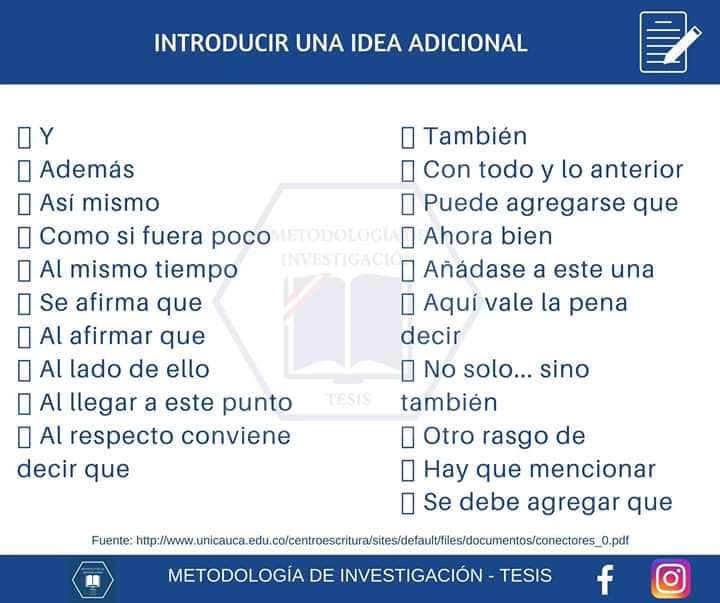 INTRODUCIR UNA IDEA ADICIONAL
▯ Y
▯ Además
▯ Así mismo
▯ Como si fuera poco
▯ Al mismo tiempo
▯ Se afirma que
▯ Al afirmar que
▯ Al lado de ello
▯ Al llegar a este punto
▯ Al respecto conviene
decir que
▯ También
▯ Con todo y lo anterior
▯ Puede agregarse que
▯ Ahora bien
▯ Añádase a este una
▯ Aquí vale la pena
decir
▯ No solo... sino
también
▯ Otro rasgo de
▯ Hay que mencionar
▯ Se debe agregar que
METODOLOGÍA DE
INVESTIGACIÓN
TESIS
Fuente: http://www.unicauca.edu.co/centroescritura/sites/default/files/documentos/conectores_0.pdf
METODOLOGÍA DE INVESTIGACIÓN - TESIS